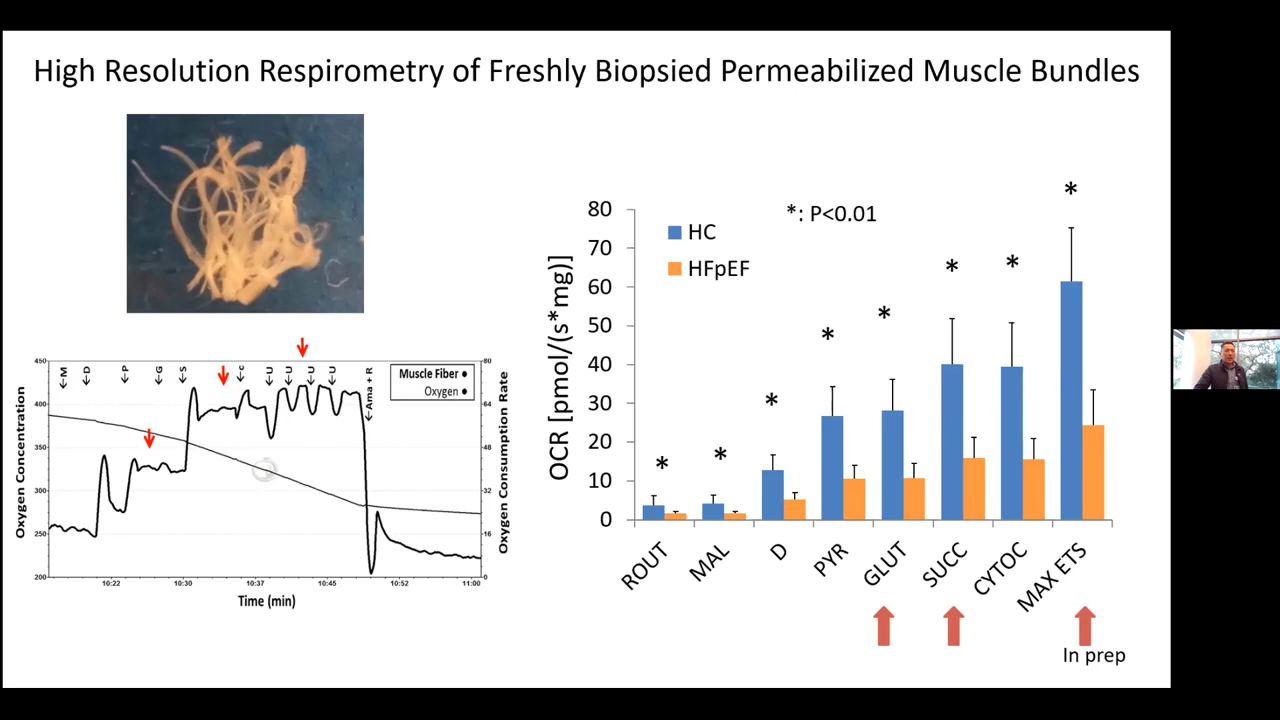 High Resolution Respirometry of Freshly Biopsied Permeabilized Muscle Bundles
450
400
350
300
250
200
Oxygen Concentration
80
64
48
32
16
0
Oxygen Consumption Rate
←M
←D
←P
←G
←S
←c
←U
←U
←U
←U
←Ama + R
Muscle Fiber ●
Oxygen ●
10:22
10:30
10:37
10:45
10:52
11:00
Time (min)
OCR [pmol/(s*mg)]
80
70
60
50
40
30
20
10
0
HC
HFpEF
*: P<0.01
*
*
*
*
*
*
*
*
ROUT
MAL
D
PYR
GLUT
SUCC
CYTOC
MAX ETS
In prep